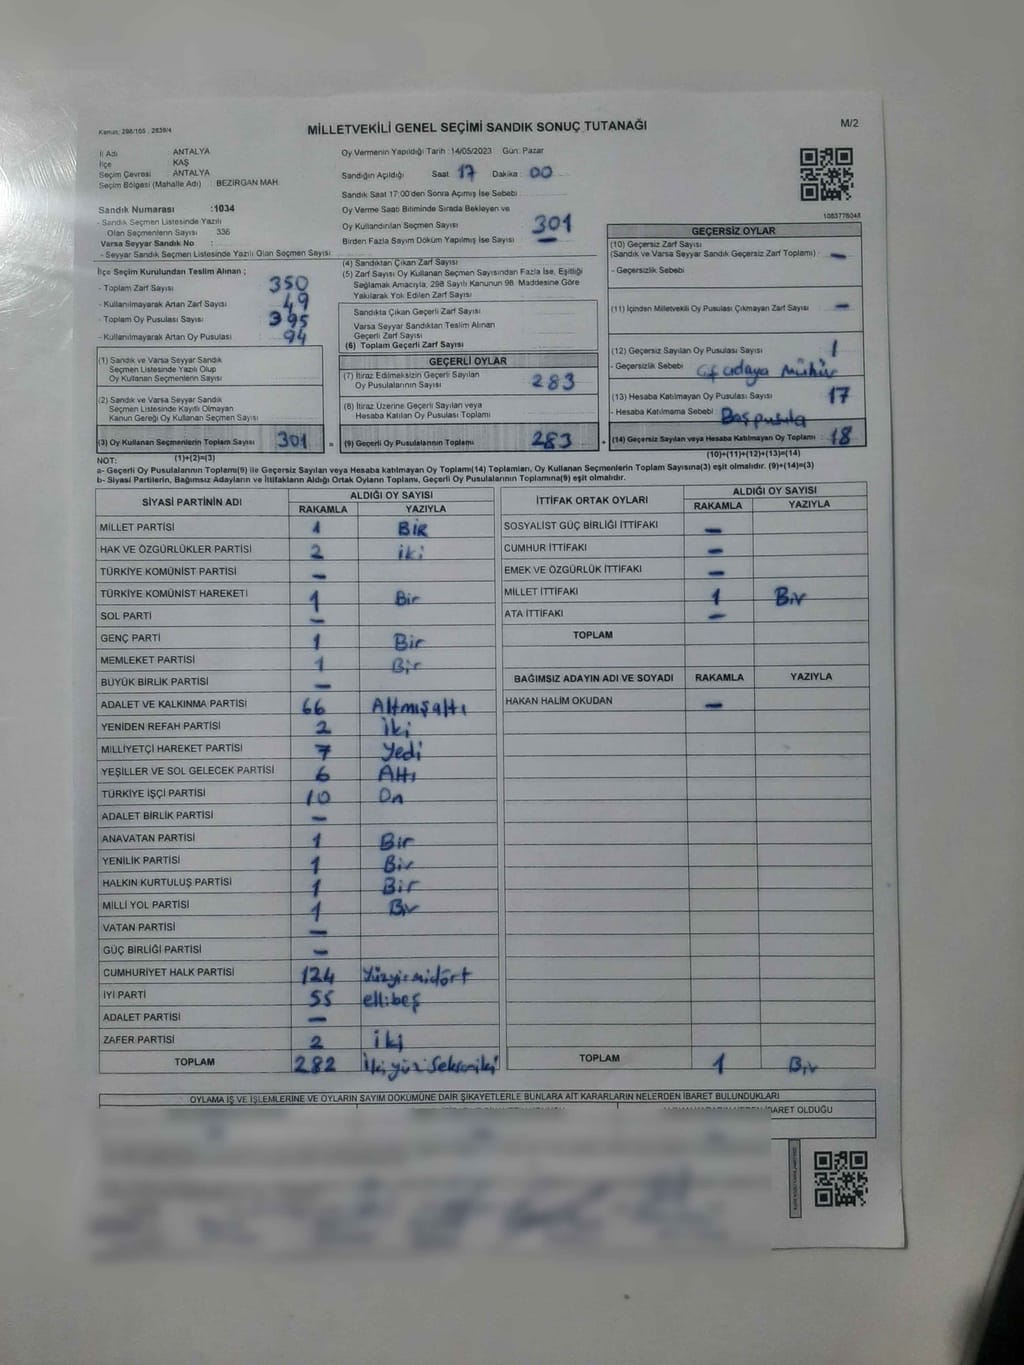 Kanun; 298/105 , 2839/4
MİLLETVEKİLİ GENEL SEÇİMİ SANDIK SONUÇ TUTANAĞI
M/2
İl Adı ANTALYA
İlçe KAŞ
Seçim Çevresi : ANTALYA
Seçim Bölgesi (Mahalle Adı) : BEZİRGAN MAH.
Sandık Numarası :1034
- Sandık Seçmen Listesinde Yazılı
Olan Seçmenlerin Sayısı 336
Varsa Seyyar Sandık No :
- Seyyar Sandık Seçmen Listesinde Yazılı Olan Seçmen Sayısı :
Oy Vermenin Yapıldığı Tarih : 14/05/2023 Gün: Pazar
Sandığın Açıldığı Saat 17 Dakika : 00
Sandık Saat 17:00'den Sonra Açımış İse Sebebi
Oy Verme Saat Bitiminde Sırada Bekleyen ve
Oy Kullandırılan Seçmen Sayısı 301
Birden Fazla Sayım Döküm Yapılmış İse Sayısı : —
1083776048
İlçe Seçim Kurulundan Teslim Alınan ;
- Toplam Zarf Sayısı 350
- Kullanılmayarak Artan Zarf Sayısı 49
- Toplam Oy Pusulası Sayısı 395
- Kullanılmayarak Artan Oy Pusulası 94
(4) Sandıktan Çıkan Zarf Sayısı
(5) Zarf Sayısı Oy Kullanan Seçmen Sayısından Fazla İse, Eşitliği
Sağlamak Amacıyla, 298 Sayılı Kanunun 98. Maddesine Göre
Yakılarak Yok Edilen Zarf Sayısı
Sandıkta Çıkan Geçerli Zarf Sayısı
Varsa Seyyar Sandıktan Teslim Alınan
Geçerli Zarf Sayısı
(6) Toplam Geçerli Zarf Sayısı
GEÇERSİZ OYLAR
(10) Geçersiz Zarf Sayısı
(Sandık ve Varsa Seyyar Sandık Geçersiz Zarf Toplamı) : —
- Geçersizlik Sebebi
(11) İçinden Milletvekili Oy Pusulası Çıkmayan Zarf Sayısı —
(12) Geçersiz Sayılan Oy Pusulası Sayısı 1
- Geçersizlik Sebebi adaya Mühür
(13) Hesaba Katılmayan Oy Pusulası Sayısı 17
- Hesaba Katılmama Sebebi Boş pusula
(14) Geçersiz Sayılan veya Hesaba Katılmayan Oy Toplamı 18
(10)+(11)+(12)+(13)=(14)
(1) Sandık ve Varsa Seyyar Sandık
Seçmen Listesinde Yazılı Olup
Oy Kullanan Seçmenlerin Sayısı
(2) Sandık ve Varsa Seyyar Sandık
Seçmen Listesinde Kayıtlı Olmayan
Kanun Gereği Oy Kullanan Seçmen Sayısı
(3) Oy Kullanan Seçmenlerin Toplam Sayısı 301
(1)+(2)=(3)
GEÇERLİ OYLAR
(7) İtiraz Edilmeksizin Geçerli Sayılan
Oy Pusulalarının Sayısı 283
(8) İtiraz Üzerine Geçerli Sayılan veya
Hesaba Katılan Oy Pusulası Toplamı
= (9) Geçerli Oy Pusulalarının Toplamı 283 +
NOT:
a- Geçerli Oy Pusulalarının Toplamı(9) ile Geçersiz Sayılan veya Hesaba katılmayan Oy Toplamı(14) Toplamları, Oy Kullanan Seçmenlerin Toplam Sayısına(3) eşit olmalıdır. (9)+(14)=(3)
b- Siyasi Partilerin, Bağımsız Adayların ve İttifakların Aldığı Ortak Oyların Toplamı, Geçerli Oy Pusulalarının Toplamına(9) eşit olmalıdır.
SİYASİ PARTİNİN ADI ALDIĞI OY SAYISI
RAKAMLA YAZIYLA
MİLLET PARTİSİ 1 BİR
HAK VE ÖZGÜRLÜKLER PARTİSİ 2 iki
TÜRKİYE KOMÜNİST PARTİSİ —
TÜRKİYE KOMÜNİST HAREKETİ 1 Bir
SOL PARTİ —
GENÇ PARTİ 1 Bir
MEMLEKET PARTİSİ 1 Bir
BÜYÜK BİRLİK PARTİSİ —
ADALET VE KALKINMA PARTİSİ 66 Altmışaltı
YENİDEN REFAH PARTİSİ 2 İki
MİLLİYETÇİ HAREKET PARTİSİ 7 Yedi
YEŞİLLER VE SOL GELECEK PARTİSİ 6 Altı
TÜRKİYE İŞÇİ PARTİSİ 10 On
ADALET BİRLİK PARTİSİ —
ANAVATAN PARTİSİ 1 Bir
YENİLİK PARTİSİ 1 Bir
HALKIN KURTULUŞ PARTİSİ 1 Bir
MİLLİ YOL PARTİSİ 1 Bir
VATAN PARTİSİ —
GÜÇ BİRLİĞİ PARTİSİ —
CUMHURİYET HALK PARTİSİ 124 Yüzyirmidört
İYİ PARTİ 55 ellibeş
ADALET PARTİSİ —
ZAFER PARTİSİ 2 iki
TOPLAM 282 İkiyüzSekseniki
İTTİFAK ORTAK OYLARI ALDIĞI OY SAYISI
RAKAMLA YAZIYLA
SOSYALİST GÜÇ BİRLİĞİ İTTİFAKI —
CUMHUR İTTİFAKI —
EMEK VE ÖZGÜRLÜK İTTİFAKI —
MİLLET İTTİFAKI 1 Bir
ATA İTTİFAKI —
TOPLAM
BAĞIMSIZ ADAYIN ADI VE SOYADI RAKAMLA YAZIYLA
HAKAN HALİM OKUDAN —
TOPLAM 1 Bir
OYLAMA İŞ VE İŞLEMLERİNE VE OYLARIN SAYIM DÖKÜMÜNE DAİR ŞİKAYETLERLE BUNLARA AİT KARARLARIN NELERDEN İBARET BULUNDUKLARI
İBARET OLDUĞU